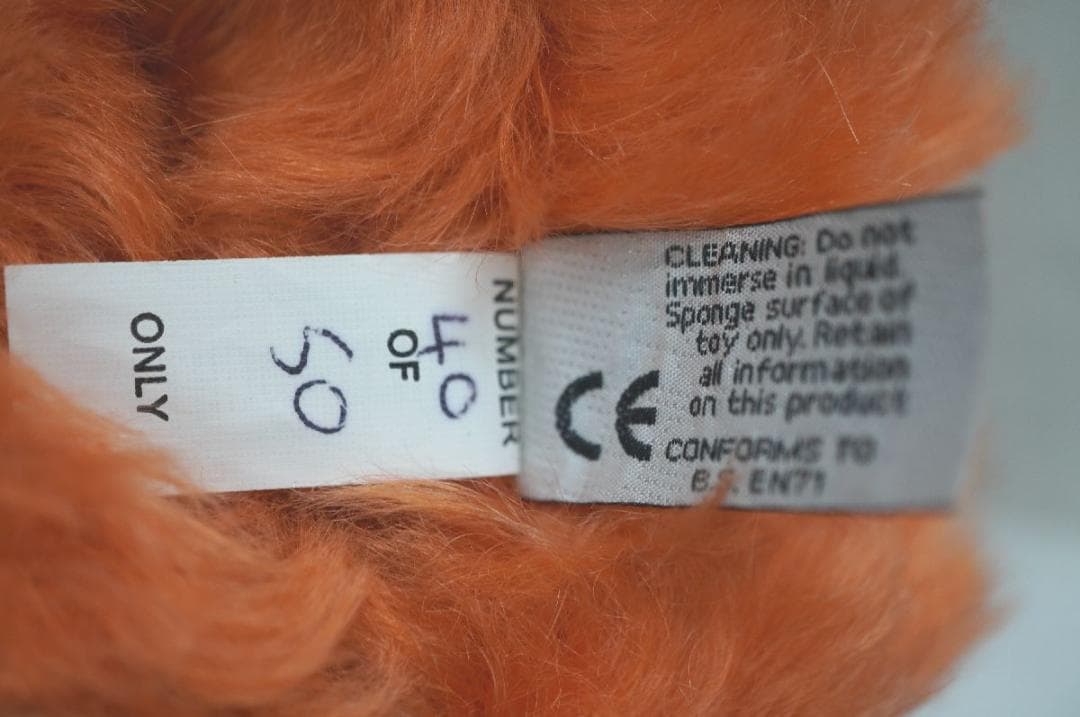 NUMBER
40
OF
50
ONLY
CLEANING: Do not
immerse in liquid.
Sponge surface of
toy only. Retain
all information
on this product
CE
CONFORMS TO
B.S. EN71